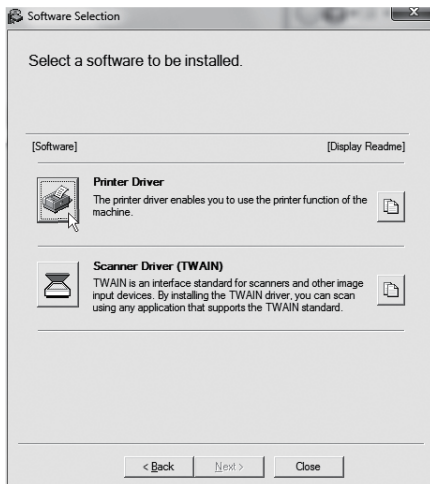 Software Selection
Select a software to be installed.
[Software]
[Display Readme]
Printer Driver
The printer driver enables you to use the printer function of the
machine.
Scanner Driver (TWAIN)
TWAIN is an interface standard for scanners and other image
input devices. By installing the TWAIN driver, you can scan
using any application that supports the TWAIN standard.
< Back
Next >
Close